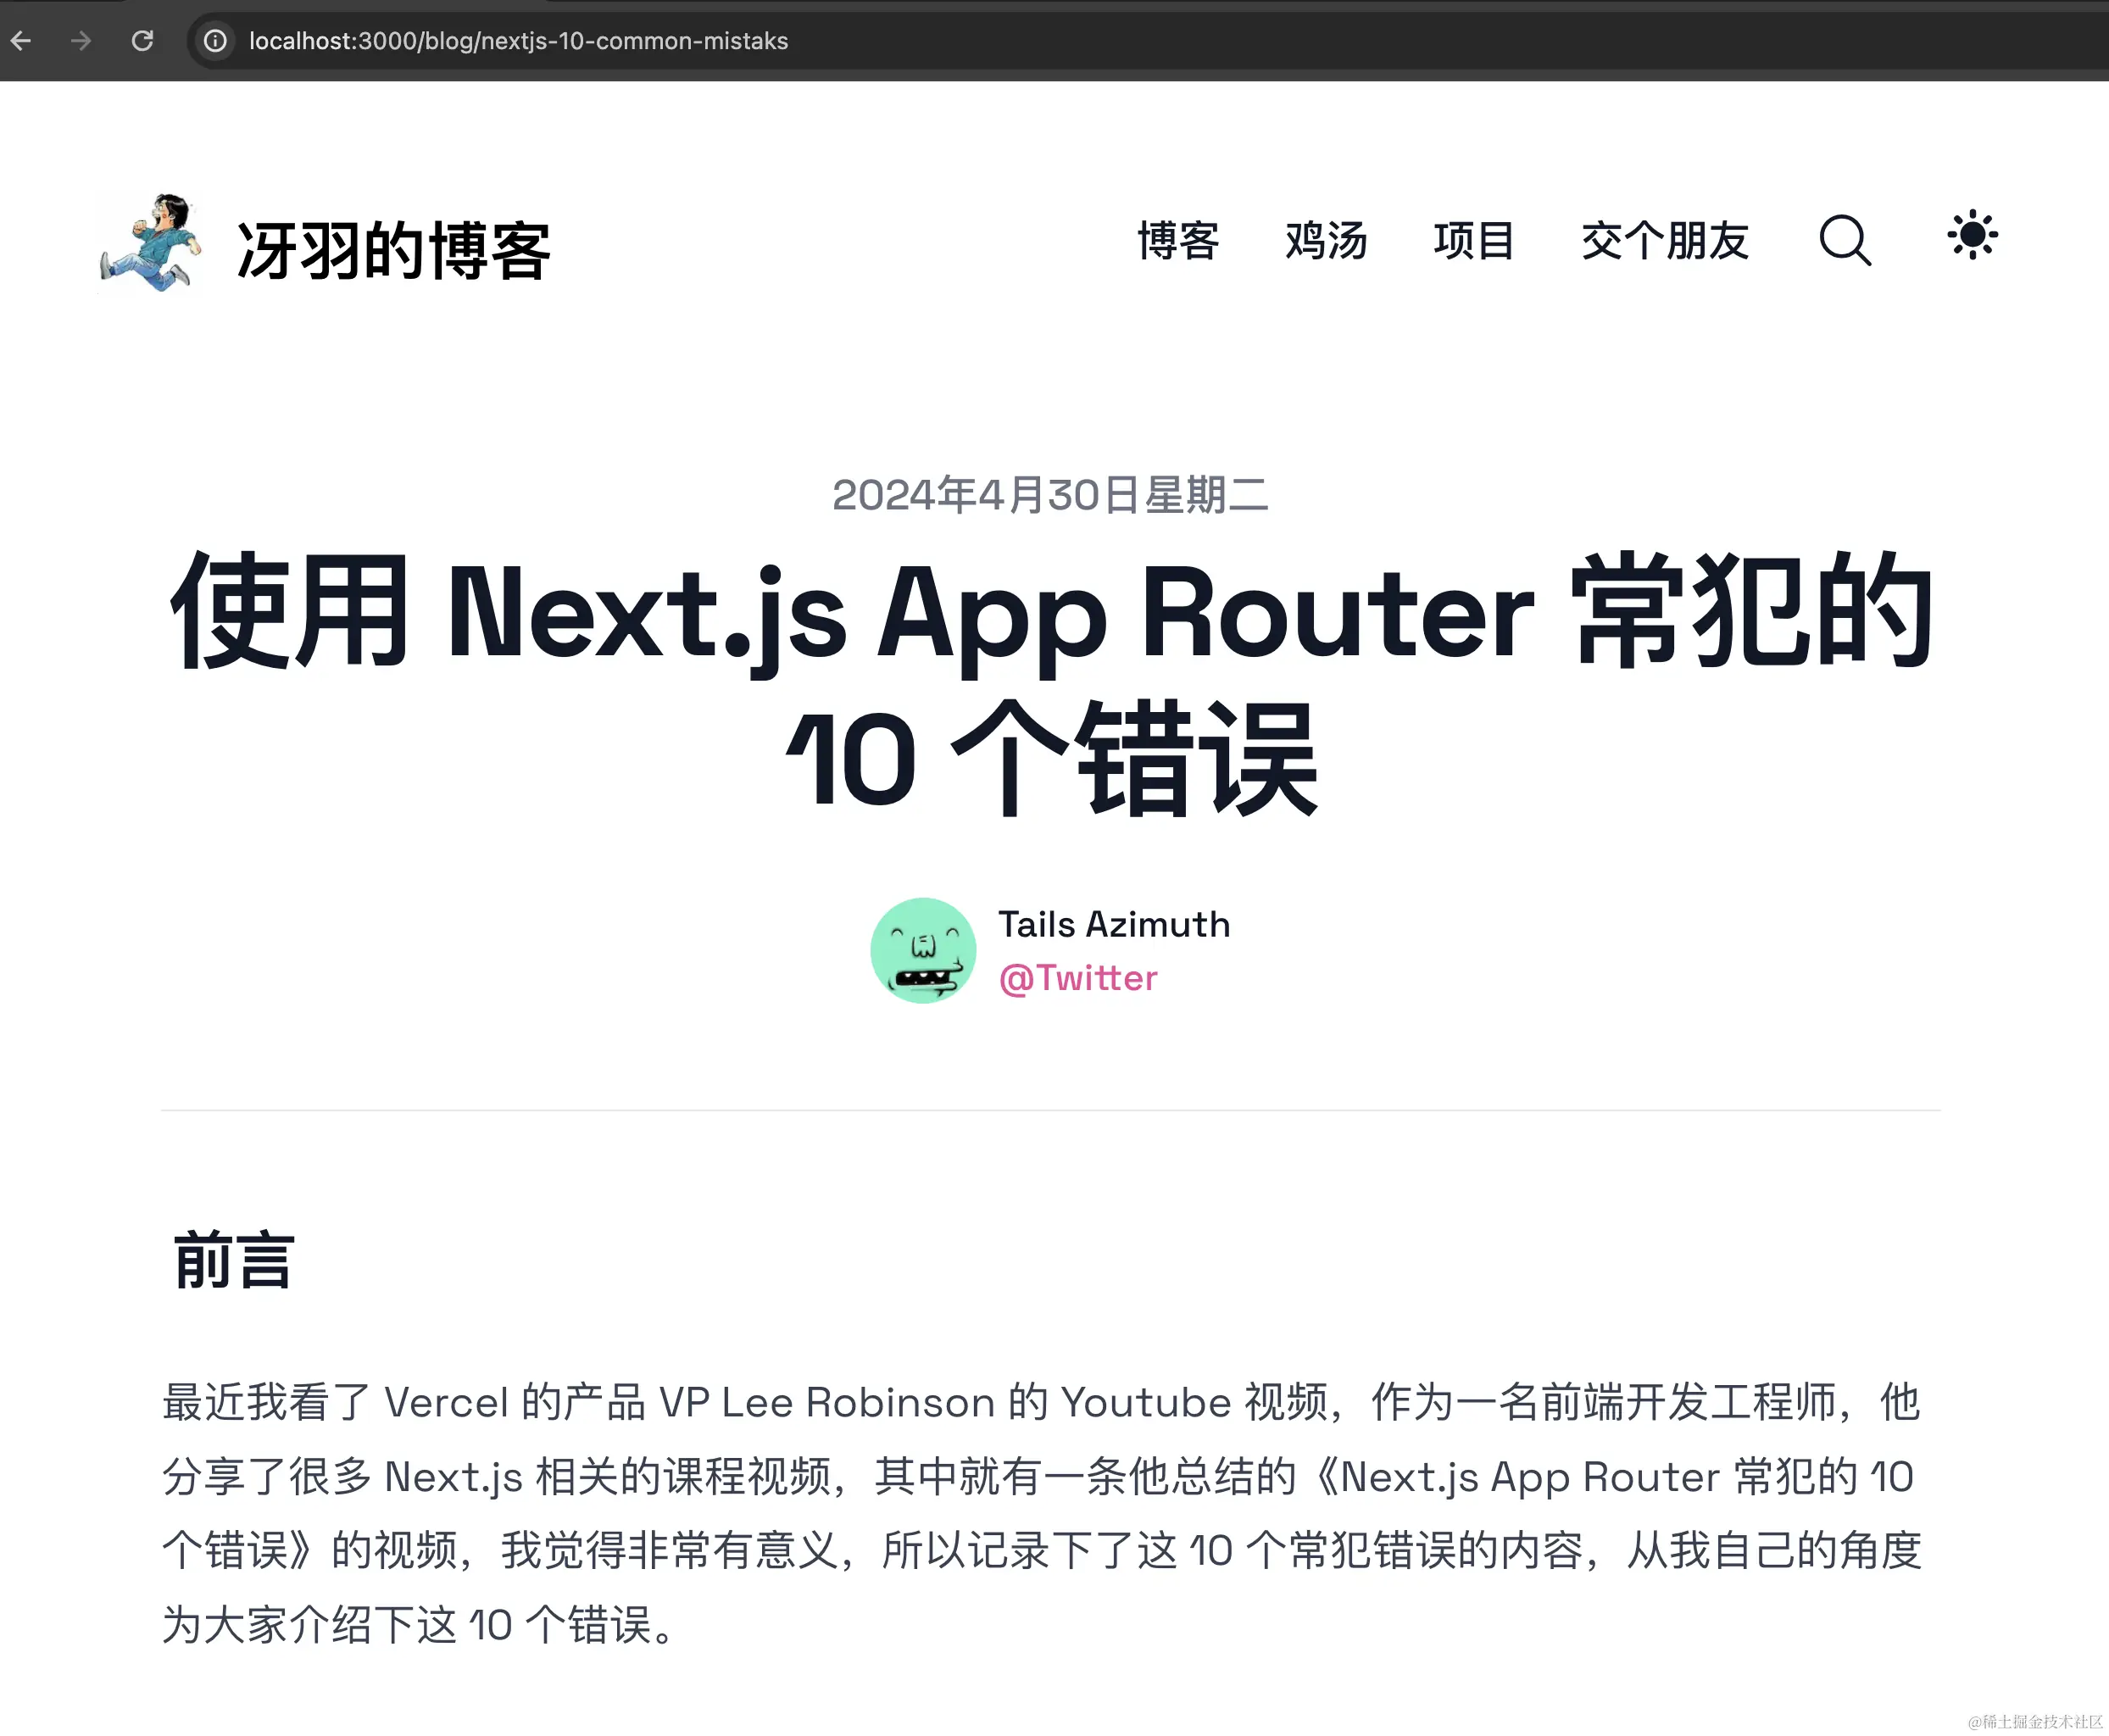 localhost:3000/blog/nextjs-10-common-mistaks
冴羽的博客
博客 鸡汤 项目 交个朋友
2024年4月30日星期二
使用 Next.js App Router 常犯的
10 个错误
Tails Azimuth
@Twitter
前言
最近我看了 Vercel 的产品 VP Lee Robinson 的 Youtube 视频，作为一名前端开发工程师，他
分享了很多 Next.js 相关的课程视频，其中就有一条他总结的《Next.js App Router 常犯的 10
个错误》的视频，我觉得非常有意义，所以记录下了这 10 个常犯错误的内容，从我自己的角度
为大家介绍下这 10 个错误。
@稀土掘金技术社区